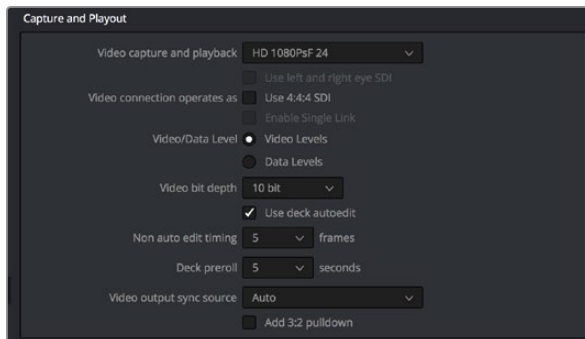 Capture and Playout
Video capture and playback HD 1080PsF 24
Use left and right eye SDI
Video connection operates as Use 4:4:4 SDI
Enable Single Link
Video/Data Level Video Levels
Data Levels
Video bit depth 10 bit
Use deck autoedit
Non auto edit timing 5 frames
Deck preroll 5 seconds
Video output sync source Auto
Add 3:2 pulldown